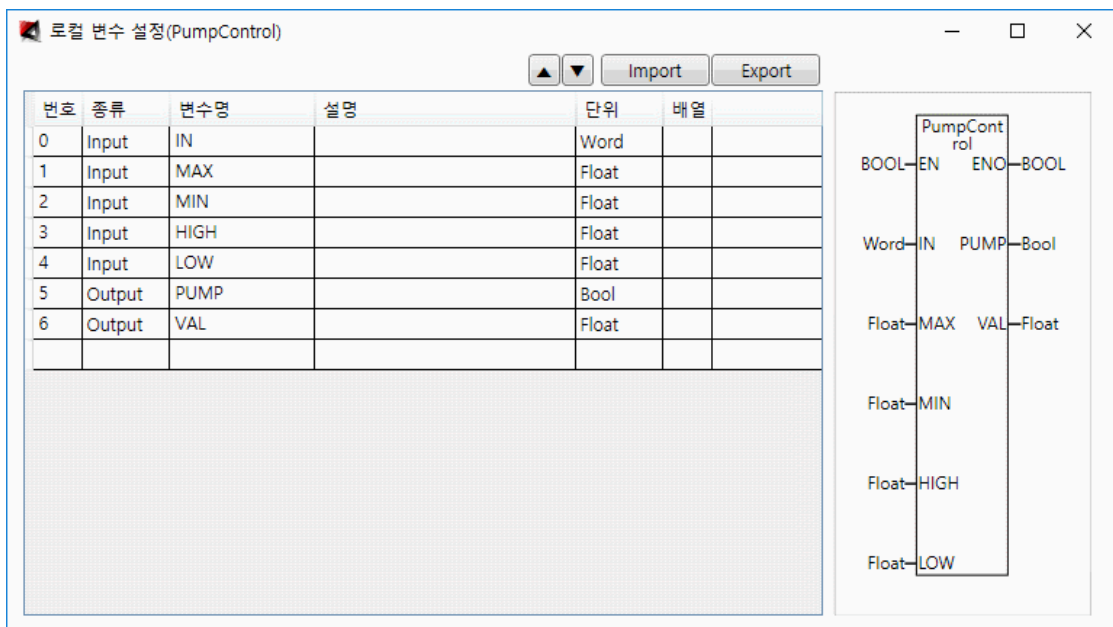 로컬 변수 설정(PumpControl)
▲ ▼ Import Export
번호 종류 변수명 설명 단위 배열
0 Input IN Word
1 Input MAX Float
2 Input MIN Float
3 Input HIGH Float
4 Input LOW Float
5 Output PUMP Bool
6 Output VAL Float
PumpCont
rol
BOOL EN ENO BOOL
Word IN PUMP Bool
Float MAX VAL Float
Float MIN
Float HIGH
Float LOW